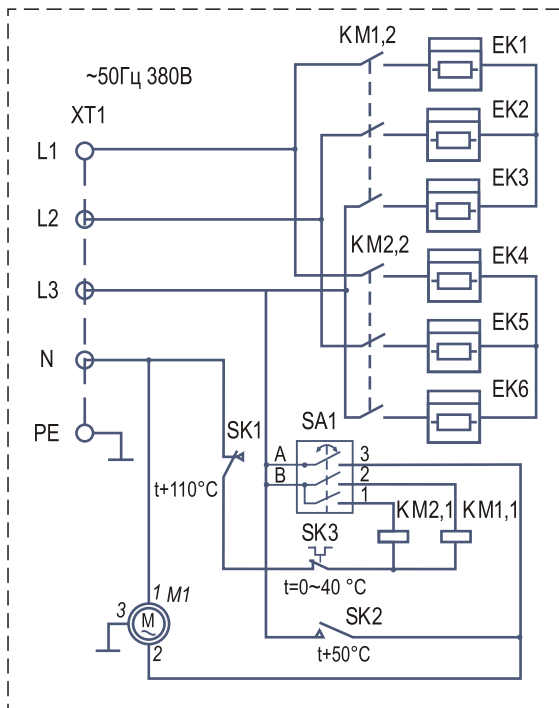 ~50Гц 380В
XT1
L1
L2
L3
N
PE
KM1,2
EK1
EK2
EK3
KM2,2
EK4
EK5
EK6
SK1
t+110°C
SA1
A
B
3
2
1
KM2,1
KM1,1
SK3
t=0~40 °C
SK2
t+50°C
1
M1
3
M
~
2